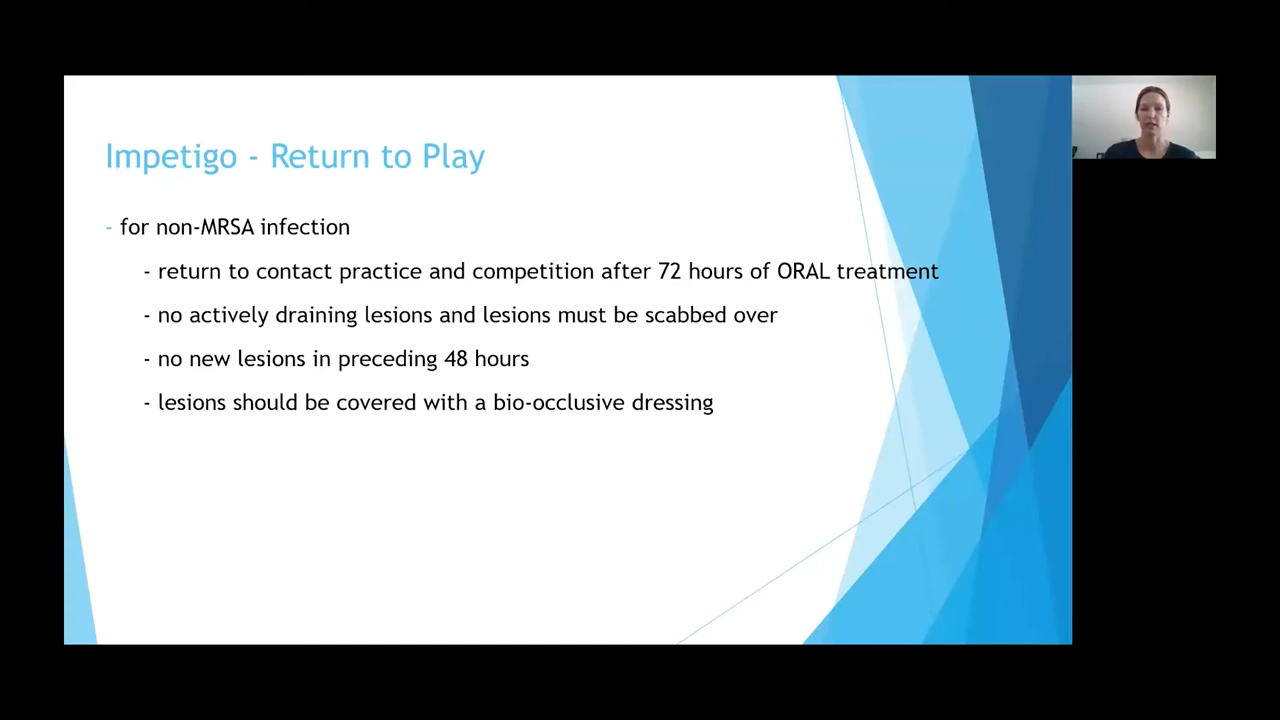 Impetigo - Return to Play
- for non-MRSA infection
- return to contact practice and competition after 72 hours of ORAL treatment
- no actively draining lesions and lesions must be scabbed over
- no new lesions in preceding 48 hours
- lesions should be covered with a bio-occlusive dressing